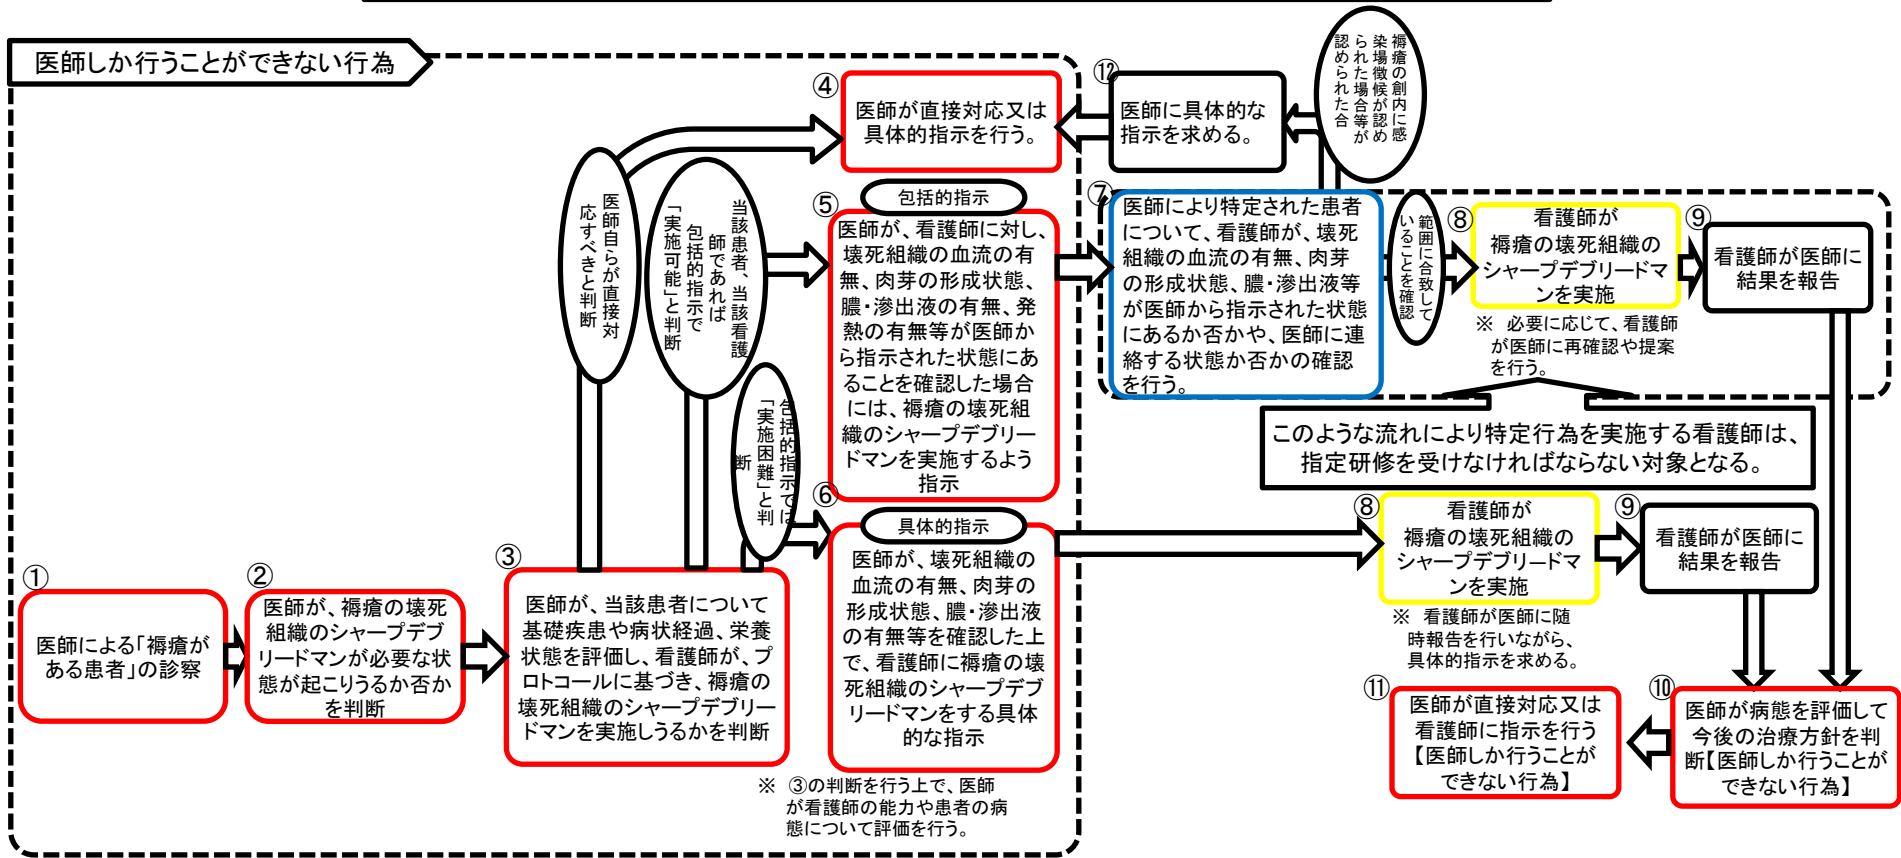 医師しか行うことができない行為
①
医師による「褥瘡が
ある患者」の診察
②
医師が、褥瘡の壊死
組織のシャープデブ
リードマンが必要な状
態が起こりうるか否か
を判断
③
医師が、当該患者について
基礎疾患や病状経過、栄養
状態を評価し、看護師が、プ
ロトコールに基づき、褥瘡の
壊死組織のシャープデブリー
ドマンを実施しうるかを判断
医師自らが直接対
応すべきと判断
当該患者、当該看護
師であれば
包括的指示で
「実施可能」と判断
包括的指示では
「実施困難」と判
断
④
医師が直接対応又は
具体的指示を行う。
⑤
包括的指示
医師が、看護師に対し、
壊死組織の血流の有
無、肉芽の形成状態、
膿・滲出液の有無、発
熱の有無等が医師か
ら指示された状態にあ
ることを確認した場合
には、褥瘡の壊死組
織のシャープデブリー
ドマンを実施するよう
指示
⑥
具体的指示
医師が、壊死組織の
血流の有無、肉芽の
形成状態、膿・滲出液
の有無等を確認した上
で、看護師に褥瘡の壊
死組織のシャープデブ
リードマンをする具体
的な指示
※ ③の判断を行う上で、医師
が看護師の能力や患者の病
態について評価を行う。
⑫
医師に具体的な
指示を求める。
褥瘡の創内に感
染場徴候が認め
られた場合等が
認められた合
⑦
医師により特定された患者
について、看護師が、壊死
組織の血流の有無、肉芽
の形成状態、膿・滲出液等
が医師から指示された状態
にあるか否かや、医師に連
絡する状態か否かの確認
を行う。
範囲に合致して
いることを確認
⑧
看護師が
褥瘡の壊死組織の
シャープデブリードマ
ンを実施
※ 必要に応じて、看護師
が医師に再確認や提案
を行う。
⑨
看護師が医師に
結果を報告
このような流れにより特定行為を実施する看護師は、
指定研修を受けなければならない対象となる。
⑧
看護師が
褥瘡の壊死組織の
シャープデブリードマ
ンを実施
※ 看護師が医師に随
時報告を行いながら、
具体的指示を求める。
⑨
看護師が医師に
結果を報告
⑩
医師が病態を評価して
今後の治療方針を判
断【医師しか行うことが
できない行為】
⑪
医師が直接対応又は
看護師に指示を行う
【医師しか行うことが
できない行為】